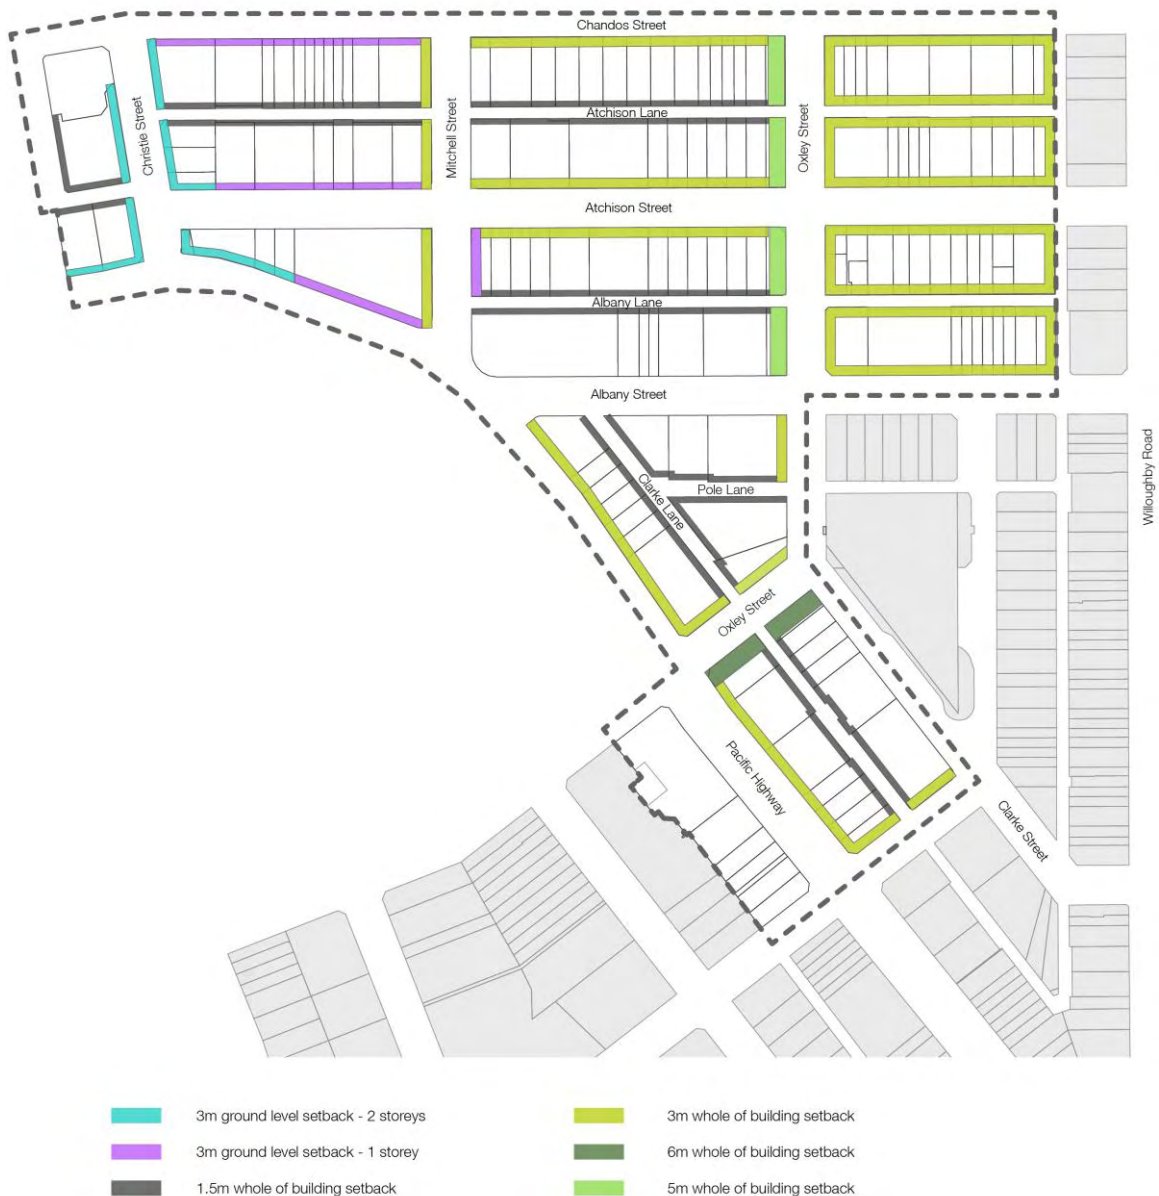 Chandos Street
Christie Street
Mitchell Street
Atchison Lane
Oxley Street
Atchison Street
Albany Lane
Albany Street
Clarke Lane
Pole Lane
Willoughby Road
Oxley Street
Pacific Highway
Clarke Street
3m ground level setback - 2 storeys
3m whole of building setback
3m ground level setback - 1 storey
6m whole of building setback
1.5m whole of building setback
5m whole of building setback